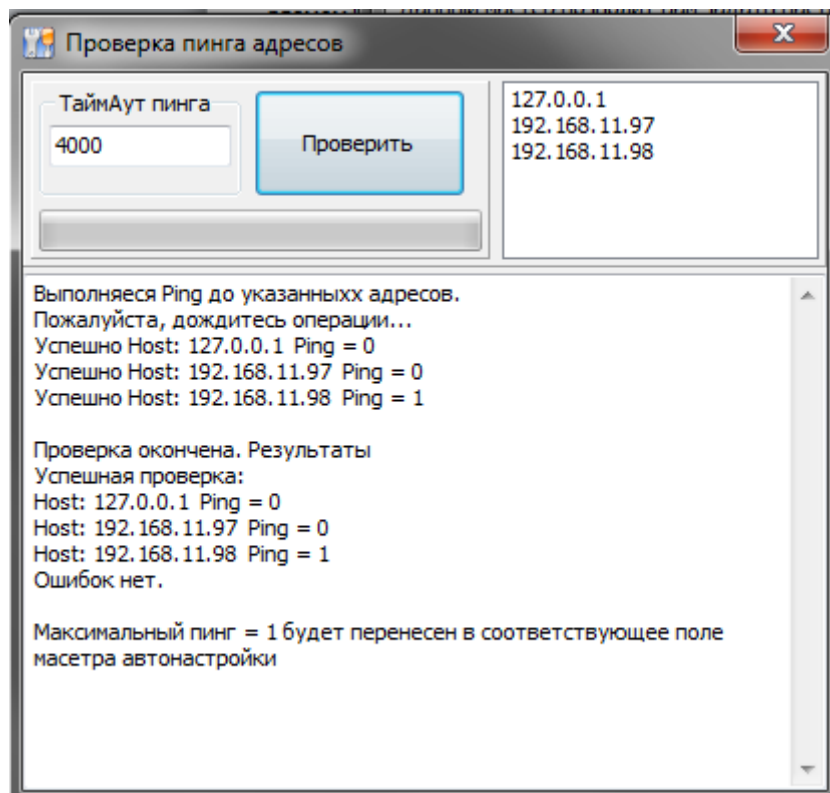 Проверка пинга адресов
ТаймАут пинга
4000
Проверить
127.0.0.1
192.168.11.97
192.168.11.98
Выполняеся Ping до указанныхх адресов.
Пожалуйста, дождитесь операции...
Успешно Host: 127.0.0.1 Ping = 0
Успешно Host: 192.168.11.97 Ping = 0
Успешно Host: 192.168.11.98 Ping = 1
Проверка окончена. Результаты
Успешная проверка:
Host: 127.0.0.1 Ping = 0
Host: 192.168.11.97 Ping = 0
Host: 192.168.11.98 Ping = 1
Ошибок нет.
Максимальный пинг = 1 будет перенесен в соответствующее поле
масетра автонастройки